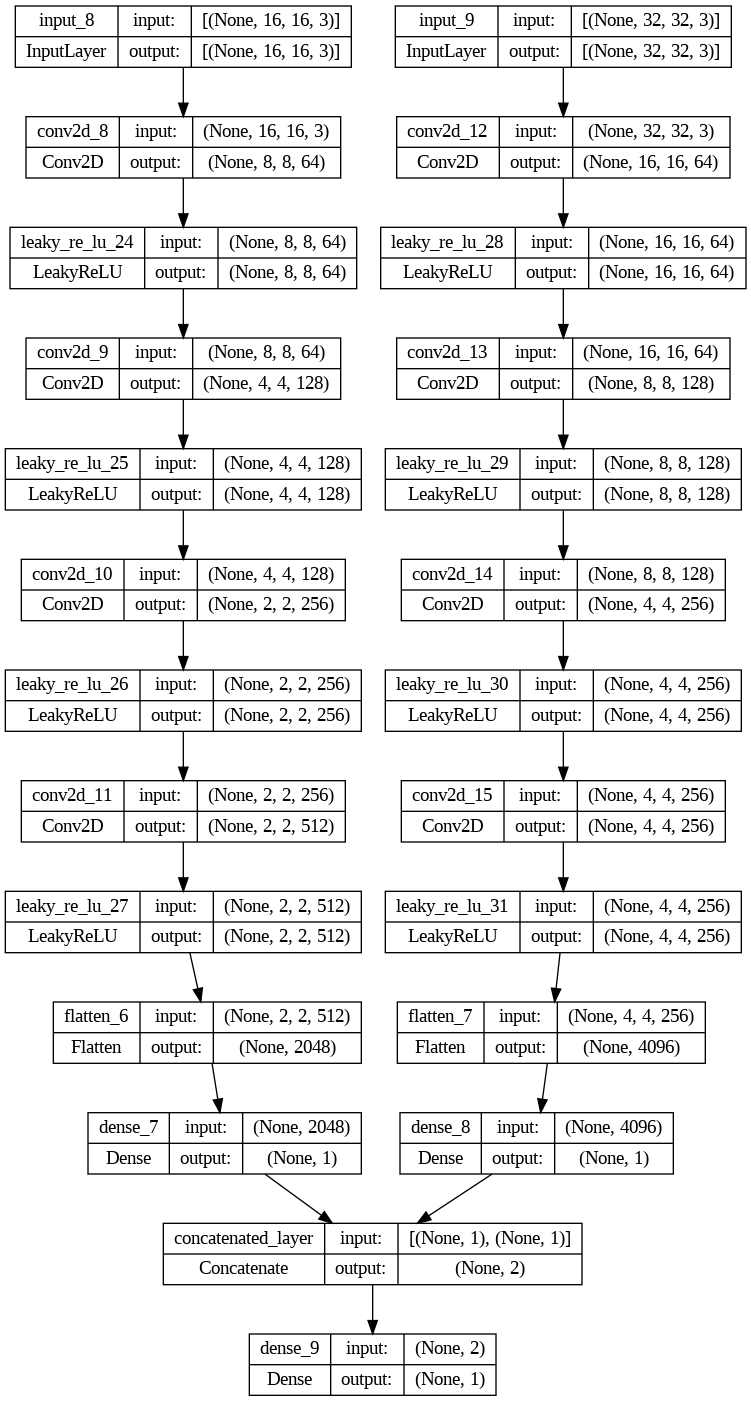 input_8 input: [(None, 16, 16, 3)]
InputLayer output: [(None, 16, 16, 3)]
input_9 input: [(None, 32, 32, 3)]
InputLayer output: [(None, 32, 32, 3)]
conv2d_8 input: (None, 16, 16, 3)
Conv2D output: (None, 8, 8, 64)
conv2d_12 input: (None, 32, 32, 3)
Conv2D output: (None, 16, 16, 64)
leaky_re_lu_24 input: (None, 8, 8, 64)
LeakyReLU output: (None, 8, 8, 64)
leaky_re_lu_28 input: (None, 16, 16, 64)
LeakyReLU output: (None, 16, 16, 64)
conv2d_9 input: (None, 8, 8, 64)
Conv2D output: (None, 4, 4, 128)
conv2d_13 input: (None, 16, 16, 64)
Conv2D output: (None, 8, 8, 128)
leaky_re_lu_25 input: (None, 4, 4, 128)
LeakyReLU output: (None, 4, 4, 128)
leaky_re_lu_29 input: (None, 8, 8, 128)
LeakyReLU output: (None, 8, 8, 128)
conv2d_10 input: (None, 4, 4, 128)
Conv2D output: (None, 2, 2, 256)
conv2d_14 input: (None, 8, 8, 128)
Conv2D output: (None, 4, 4, 256)
leaky_re_lu_26 input: (None, 2, 2, 256)
LeakyReLU output: (None, 2, 2, 256)
leaky_re_lu_30 input: (None, 4, 4, 256)
LeakyReLU output: (None, 4, 4, 256)
conv2d_11 input: (None, 2, 2, 256)
Conv2D output: (None, 2, 2, 512)
conv2d_15 input: (None, 4, 4, 256)
Conv2D output: (None, 4, 4, 256)
leaky_re_lu_27 input: (None, 2, 2, 512)
LeakyReLU output: (None, 2, 2, 512)
leaky_re_lu_31 input: (None, 4, 4, 256)
LeakyReLU output: (None, 4, 4, 256)
flatten_6 input: (None, 2, 2, 512)
Flatten output: (None, 2048)
flatten_7 input: (None, 4, 4, 256)
Flatten output: (None, 4096)
dense_7 input: (None, 2048)
Dense output: (None, 1)
dense_8 input: (None, 4096)
Dense output: (None, 1)
concatenated_layer input: [(None, 1), (None, 1)]
Concatenate output: (None, 2)
dense_9 input: (None, 2)
Dense output: (None, 1)